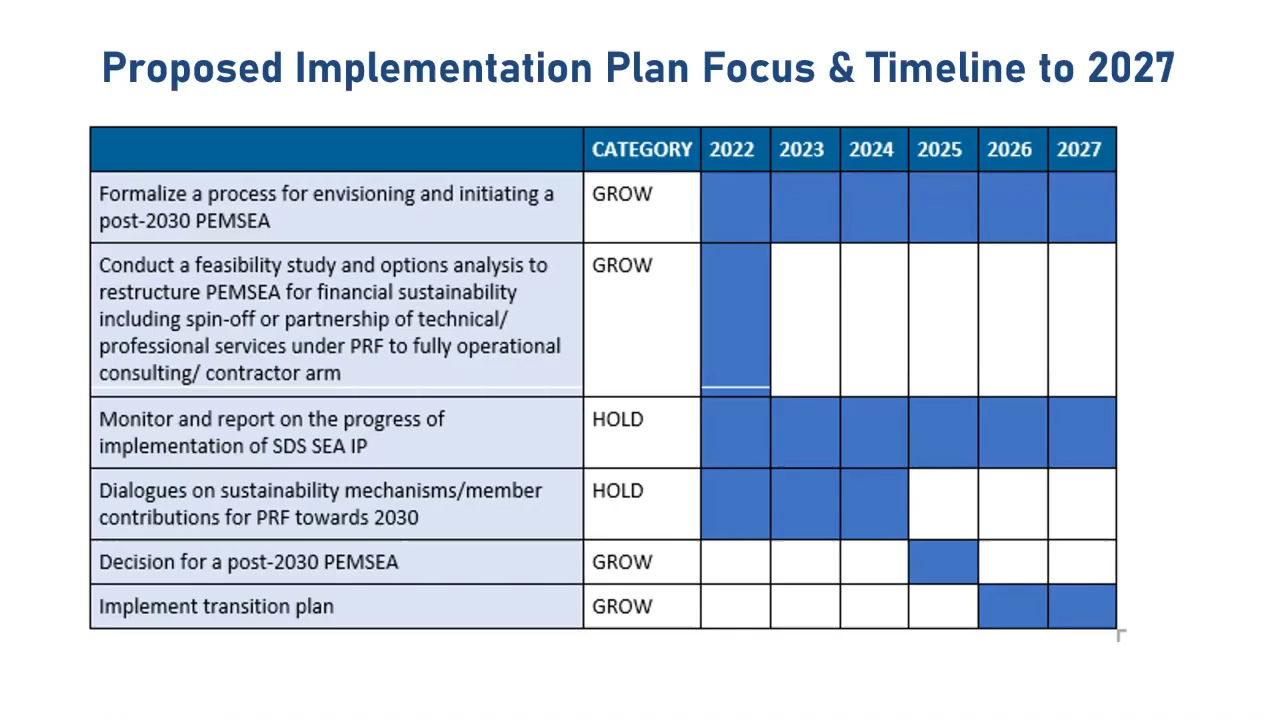 Proposed Implementation Plan Focus & Timeline to 2027
CATEGORY 2022 2023 2024 2025 2026 2027
Formalize a process for envisioning and initiating a GROW
post-2030 PEMSEA
Conduct a feasibility study and options analysis to GROW
restructure PEMSEA for financial sustainability
including spin-off or partnership of technical/
professional services under PRF to fully operational
consulting/ contractor arm
Monitor and report on the progress of HOLD
implementation of SDS SEA IP
Dialogues on sustainability mechanisms/member HOLD
contributions for PRF towards 2030
Decision for a post-2030 PEMSEA GROW
Implement transition plan GROW